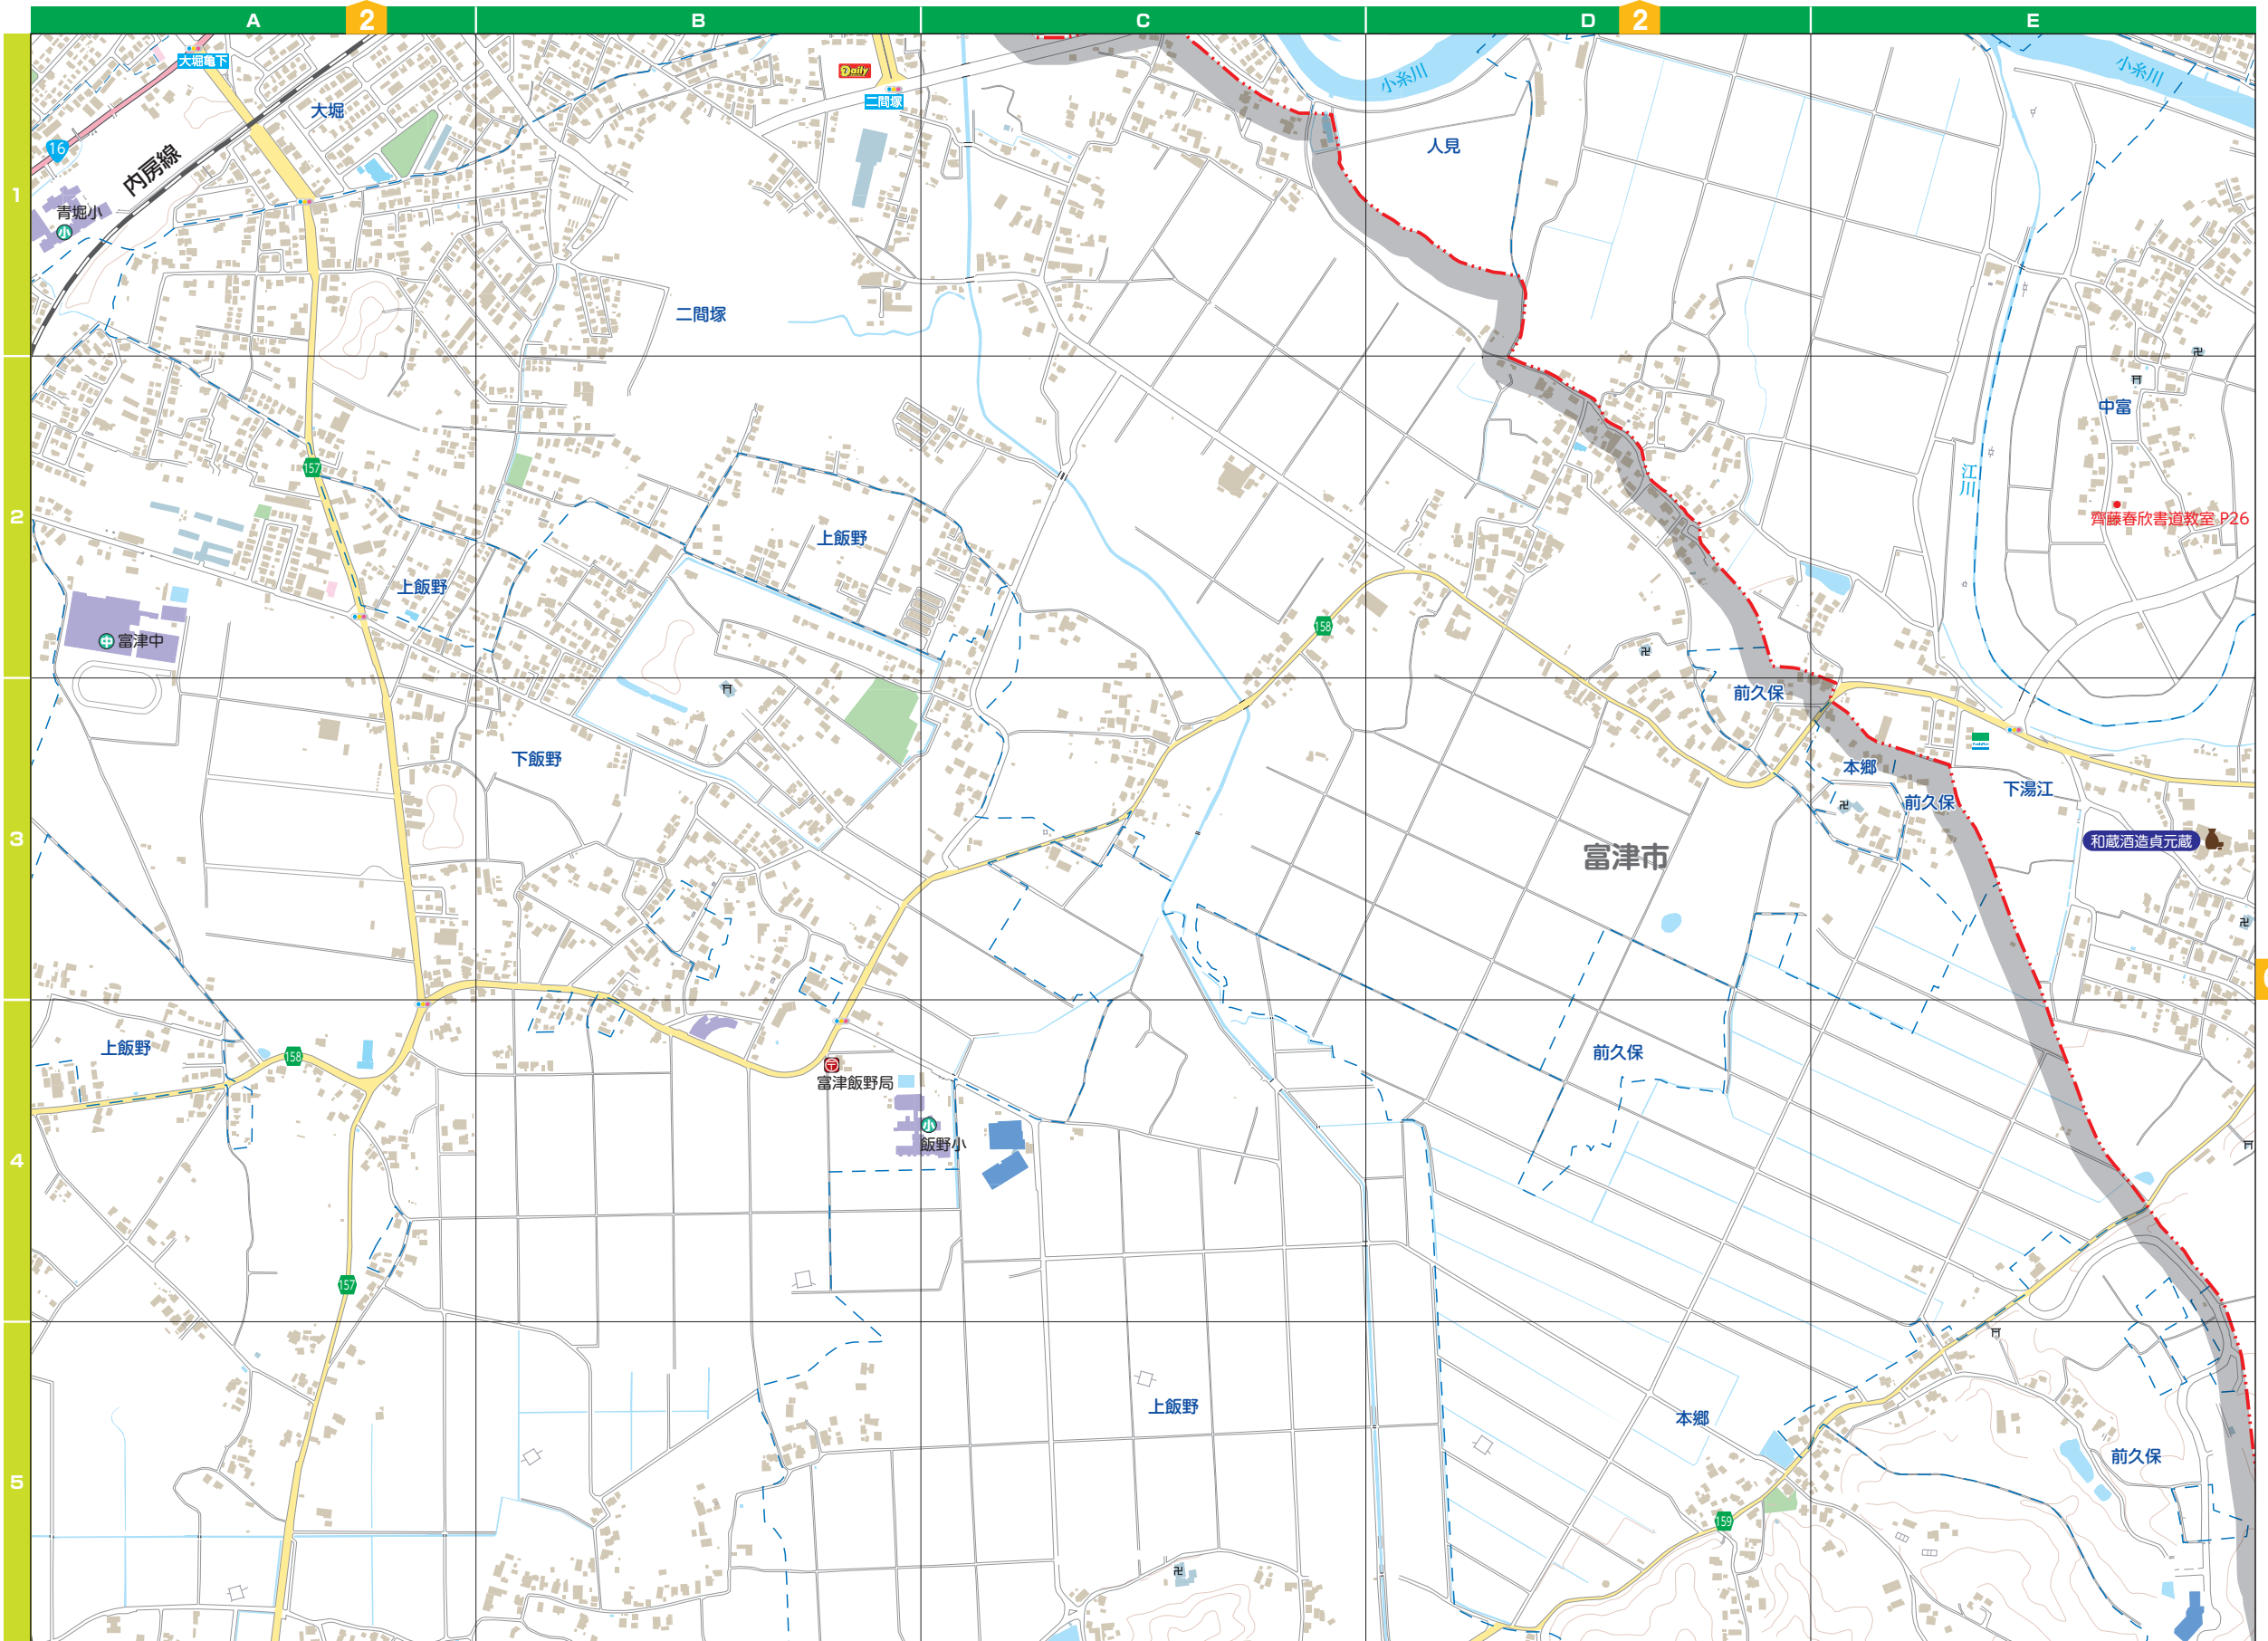 A
2
B
C
D
2
E
大堀亀下
大堀
Daily
二間塚
小糸川
小糸川
人見
16
内房線
1
青堀小
小
二間塚
中富
157
江川
2
齊藤春欣書道教室 P26
上飯野
上飯野
158
中
富津中
前久保
下飯野
本郷
前久保
下湯江
3
和蔵酒造貞元蔵
富津市
上飯野
158
前久保
富津飯野局
小
飯野小
4
157
上飯野
本郷
前久保
5
159